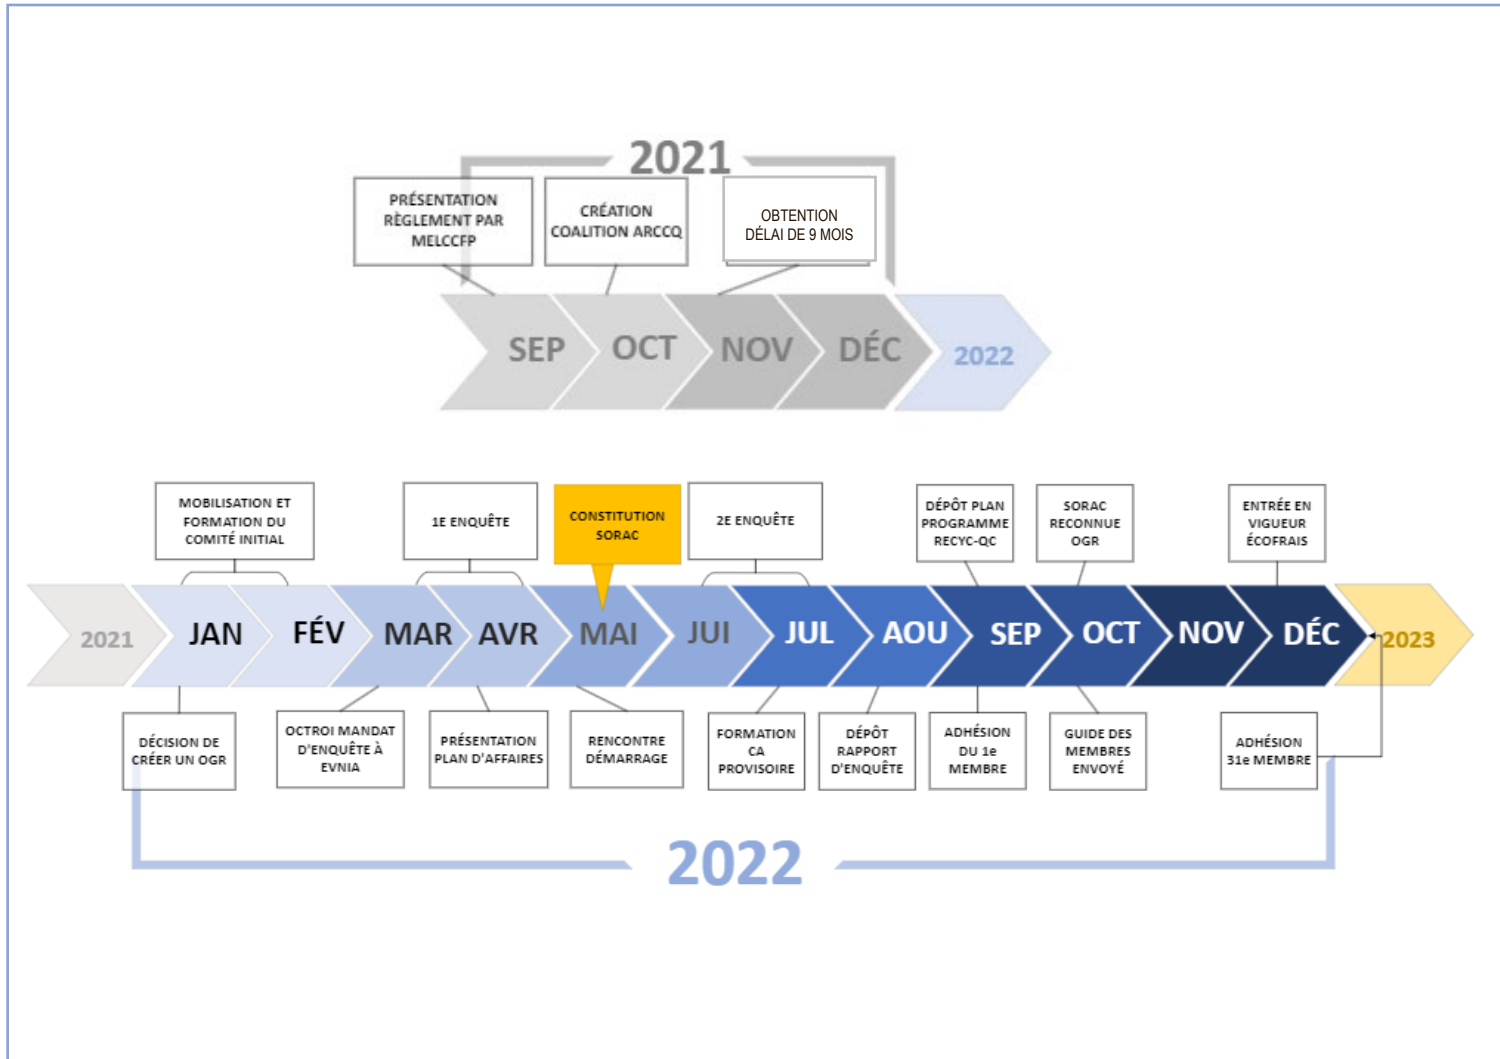 2021
PRÉSENTATION
RÈGLEMENT PAR
MELCCFP
CRÉATION
COALITION ARCCQ
OBTENTION
DÉLAI DE 9 MOIS
SEP
OCT
NOV
DÉC
2022
MOBILISATION ET
FORMATION DU
COMITÉ INITIAL
1E ENQUÊTE
CONSTITUTION
SORAC
2E ENQUÊTE
DÉPÔT PLAN
PROGRAMME
RECYC-QC
SORAC
RECONNUE
OGR
ENTRÉE EN
VIGUEUR
ÉCOFRAIS
2021
JAN
FÉV
MAR
AVR
MAI
JUI
JUL
AOU
SEP
OCT
NOV
DÉC
2023
DÉCISION DE
CRÉER UN OGR
OCTROI MANDAT
D'ENQUÊTE À
EVNIA
PRÉSENTATION
PLAN D'AFFAIRES
RENCONTRE
DÉMARRAGE
FORMATION
CA
PROVISOIRE
DÉPÔT
RAPPORT
D'ENQUÊTE
ADHÉSION
DU 1e
MEMBRE
GUIDE DES
MEMBRES
ENVOYÉ
ADHÉSION
31e MEMBRE
2022